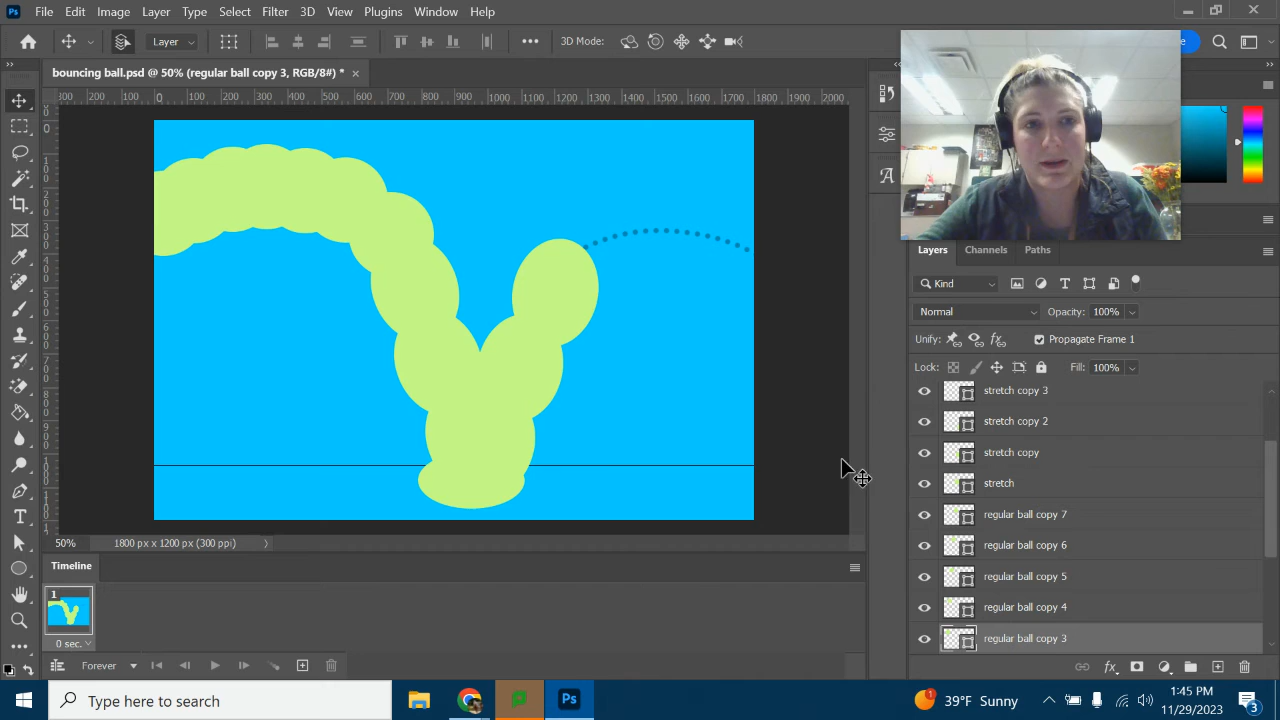 Ps File Edit Image Layer Type Select Filter 3D View Plugins Window Help
Layer 3D Mode:
bouncing ball.psd @ 50% (regular ball copy 3, RGB/8#) *
300 200 100 0 100 200 300 400 500 600 700 800 900 1000 1100 1200 1300 1400 1500 1600 1700 1800 1900 2000
Layers Channels Paths
Kind
Normal Opacity: 100%
Unify: Propagate Frame 1
Lock: Fill: 100%
stretch copy 3
stretch copy 2
stretch copy
stretch
regular ball copy 7
regular ball copy 6
regular ball copy 5
regular ball copy 4
regular ball copy 3
50% 1800 px x 1200 px (300 ppi)
Timeline
1
0 sec.
Forever
Type here to search
Ps
1 39°F Sunny
1:45 PM
11/29/2023
3